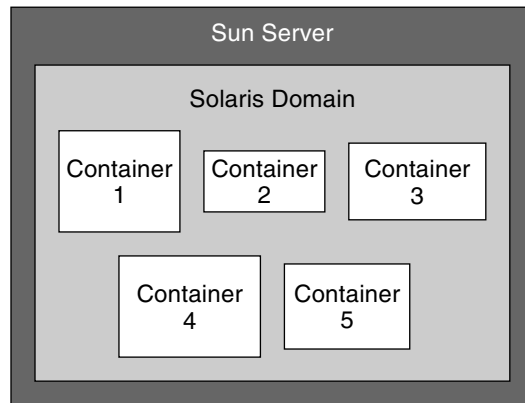 Sun Server
Solaris Domain
Container
1
Container
2
Container
3
Container
4
Container
5